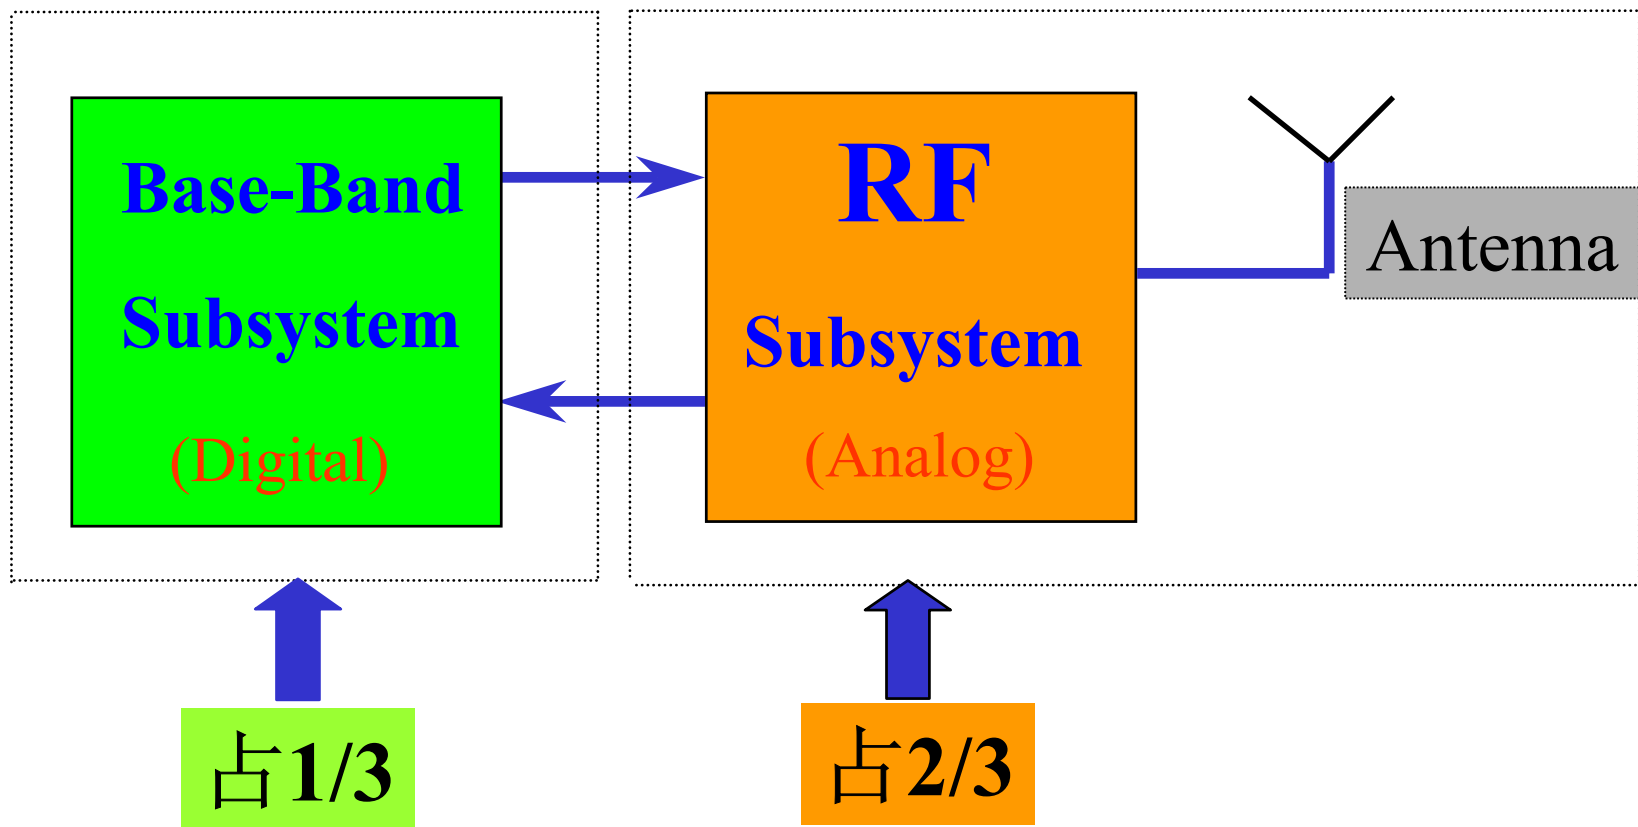 Base-Band
Subsystem
(Digital)
RF
Subsystem
(Analog)
Antenna
占1/3
占2/3